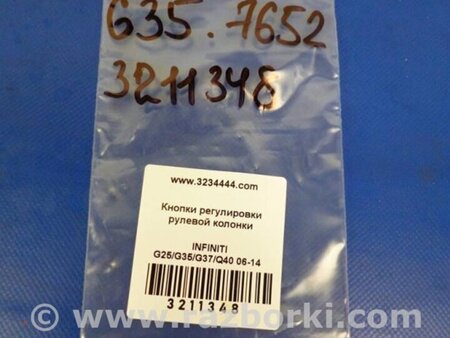 G35.7652
3211348
www.3234444.com
Кнопки регулировки
рулевой колонки
INFINITI
G25/G35/G37/Q40 06-14
3211348
www.razborki.com